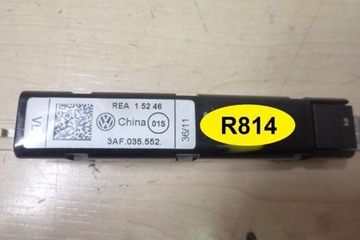 REA 1 52 46
China 01S
3AF.035.552.
36/11
R814